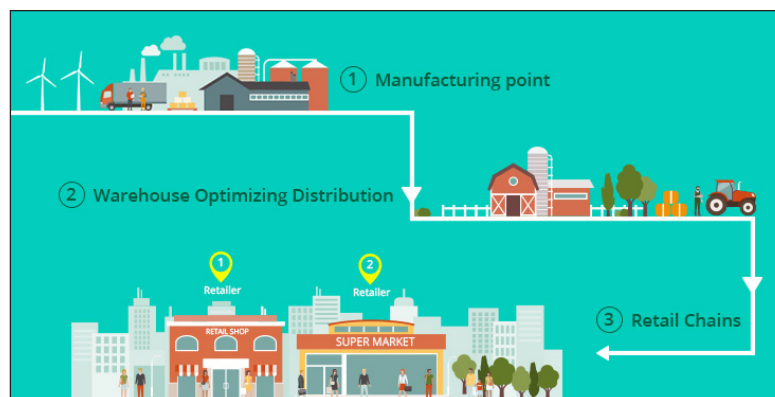 1 Manufacturing point
2 Warehouse Optimizing Distribution
1
Retailer
2
Retailer
3 Retail Chains
RETAIL SHOP
SUPER MARKET